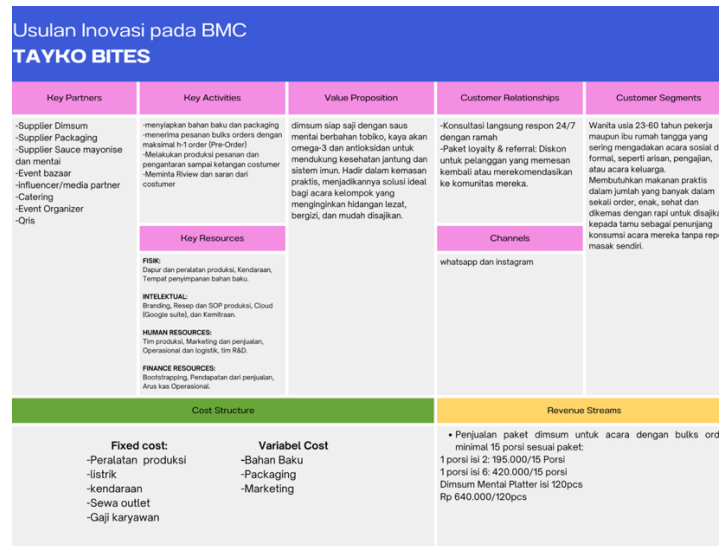 Usulan Inovasi pada BMC
TAYKO BITES
Key Partners
-Supplier Dimsum
-Supplier Packaging
-Supplier Sauce mayonise
dan mentai
-Event bazaar
-influencer/media partner
-Catering
-Event Organizer
-Qris
Key Activities
-menyiapkan bahan baku dan packaging
-menerima pesanan bulks orders dengan
maksimal h-1 order (Pre-Order)
-Melakukan produksi pesanan dan
pengantaran sampai ketangan costumer
-Meminta Riview dan saran dari
costumer
Key Resources
FISIK:
Dapur dan peralatan produksi, Kendaraan,
Tempat penyimpanan bahan baku.
INTELEKTUAL:
Branding, Resep dan SOP produksi, Cloud
(Google suite), dan Kemitraan.
HUMAN RESOURCES:
Tim produksi, Marketing dan penjualan,
Operasional dan logistik, tim R&D.
FINANCE RESOURCES:
Bootstrapping, Pendapatan dari penjualan,
Arus kas Operasional.
Value Proposition
dimsum siap saji dengan saus
mentai berbahan tobiko, kaya akan
omega-3 dan antioksidan untuk
mendukung kesehatan jantung dan
sistem imun. Hadir dalam kemasan
praktis, menjadikannya solusi ideal
bagi acara kelompok yang
menginginkan hidangan lezat,
bergizi, dan mudah disajikan.
Customer Relationships
-Konsultasi langsung respon 24/7
dengan ramah
-Paket loyalty & referral: Diskon
untuk pelanggan yang memesan
kembali atau merekomendasikan
ke komunitas mereka.
Channels
whatsapp dan instagram
Customer Segments
Wanita usia 23-60 tahun pekerja
maupun ibu rumah tangga yang
sering mengadakan acara sosial d
formal, seperti arisan, pengajian,
atau acara keluarga.
Membutuhkan makanan praktis
dalam jumlah yang banyak dalam
sekali order, enak, sehat dan
dikemas dengan rapi untuk disajika
kepada tamu sebagai penunjang
konsumsi acara mereka tanpa repo
masak sendiri.
Cost Structure
Fixed cost:
-Peralatan produksi
-listrik
-kendaraan
-Sewa outlet
-Gaji karyawan
Variabel Cost
-Bahan Baku
-Packaging
-Marketing
Revenue Streams
• Penjualan paket dimsum untuk acara dengan bulks ord
minimal 15 porsi sesuai paket:
1 porsi isi 2: 195.000/15 Porsi
1 porsi isi 6: 420.000/15 porsi
Dimsum Mentai Platter isi 120pcs
Rp 640.000/120pcs